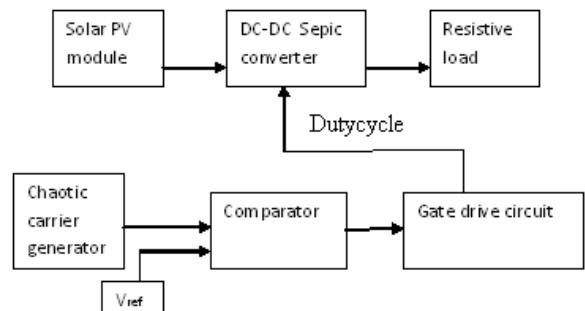 Solar PV
module
DC-DC Sepic
converter
Resistive
load
Dutycycle
Chaotic
carrier
generator
Comparator
Gate drive circuit
Vref